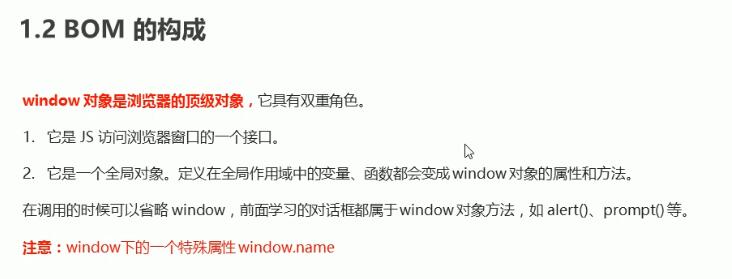 1.2 BOM 的构成
window 对象是浏览器的顶级对象，它具有双重角色。
1. 它是 JS 访问浏览器窗口的一个接口。
2. 它是一个全局对象。定义在全局作用域中的变量、函数都会变成 window 对象的属性和方法。
在调用的时候可以省略 window，前面学习的对话框都属于 window 对象方法，如 alert()、prompt() 等。
注意：window下的一个特殊属性 window.name